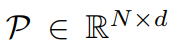 𝒫 ∈ ℝ^{N×d}